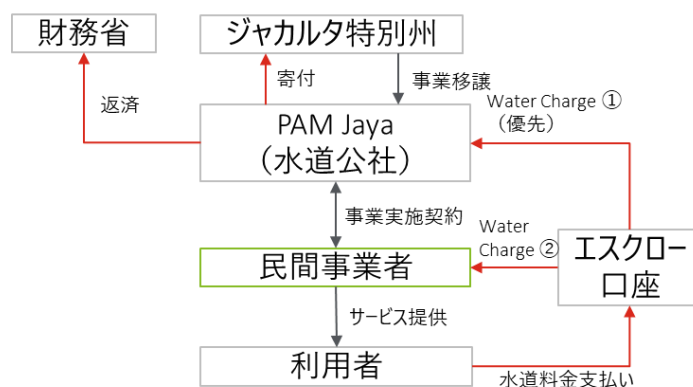 財務省
ジャカルタ特別州
返済
寄付
事業移譲
Water Charge ①
（優先）
PAM Jaya
（水道公社）
事業実施契約
Water
Charge ②
エスクロー
口座
民間事業者
サービス提供
利用者
水道料金支払い